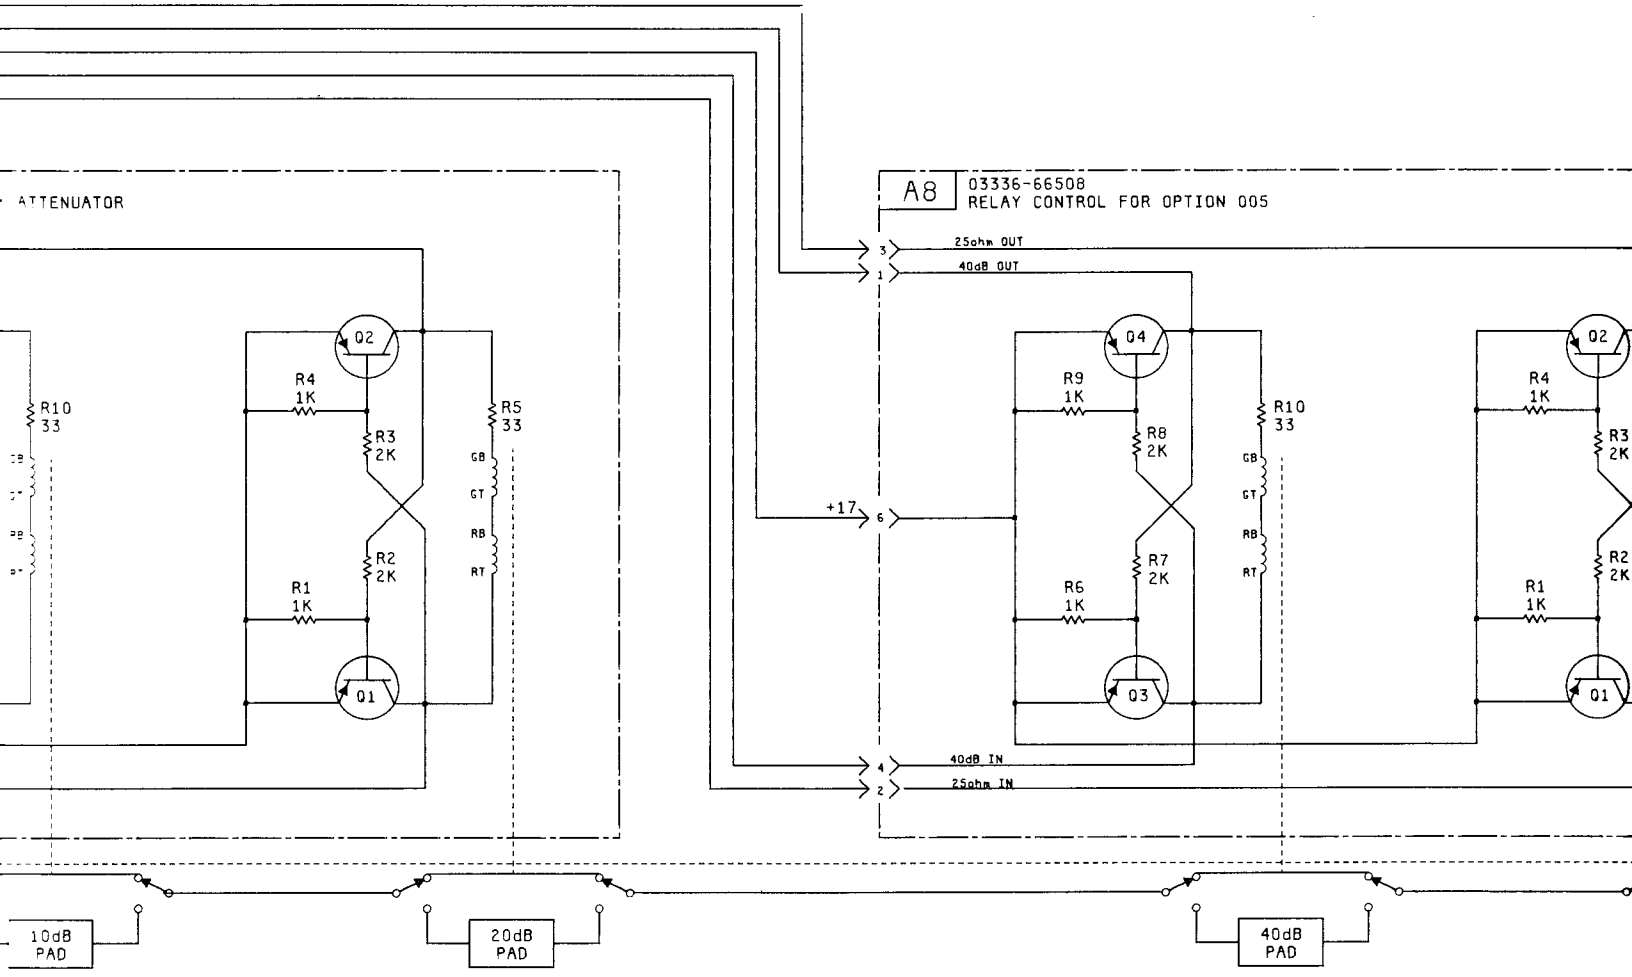 ATTENUATOR
A8
03336-66508
RELAY CONTROL FOR OPTION 005
3
25ohm OUT
1
40dB OUT
Q2
Q4
Q2
R4
1K
R9
1K
R4
1K
R10
33
R5
33
R10
33
R3
2K
R8
2K
R3
2K
GB
GB
GT
GT
+17
6
RB
RB
RT
RT
R2
2K
R7
2K
R2
2K
R1
1K
R6
1K
R1
1K
Q1
Q3
Q1
4
40dB IN
2
25ohm IN
10dB
PAD
20dB
PAD
40dB
PAD